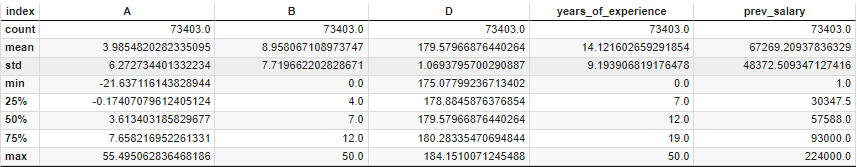 index A B D years_of_experience prev_salary
count 73403.0 73403.0 73403.0 73403.0 73403.0
mean 3.9854820282335095 8.958067108973747 179.57966876440264 14.121602659291854 67269.20937836329
std 6.272734401332234 7.719662202828671 1.0693795700290887 9.193906819176478 48372.509347127416
min -21.637116143828944 0.0 175.07799236713402 0.0 1.0
25% -0.17407079612405124 4.0 178.8845876376854 7.0 30347.5
50% 3.613403185829677 7.0 179.57966876440264 12.0 57588.0
75% 7.658216952261331 12.0 180.28335470694844 19.0 93000.0
max 55.495062836468186 50.0 184.1510071245488 50.0 224000.0